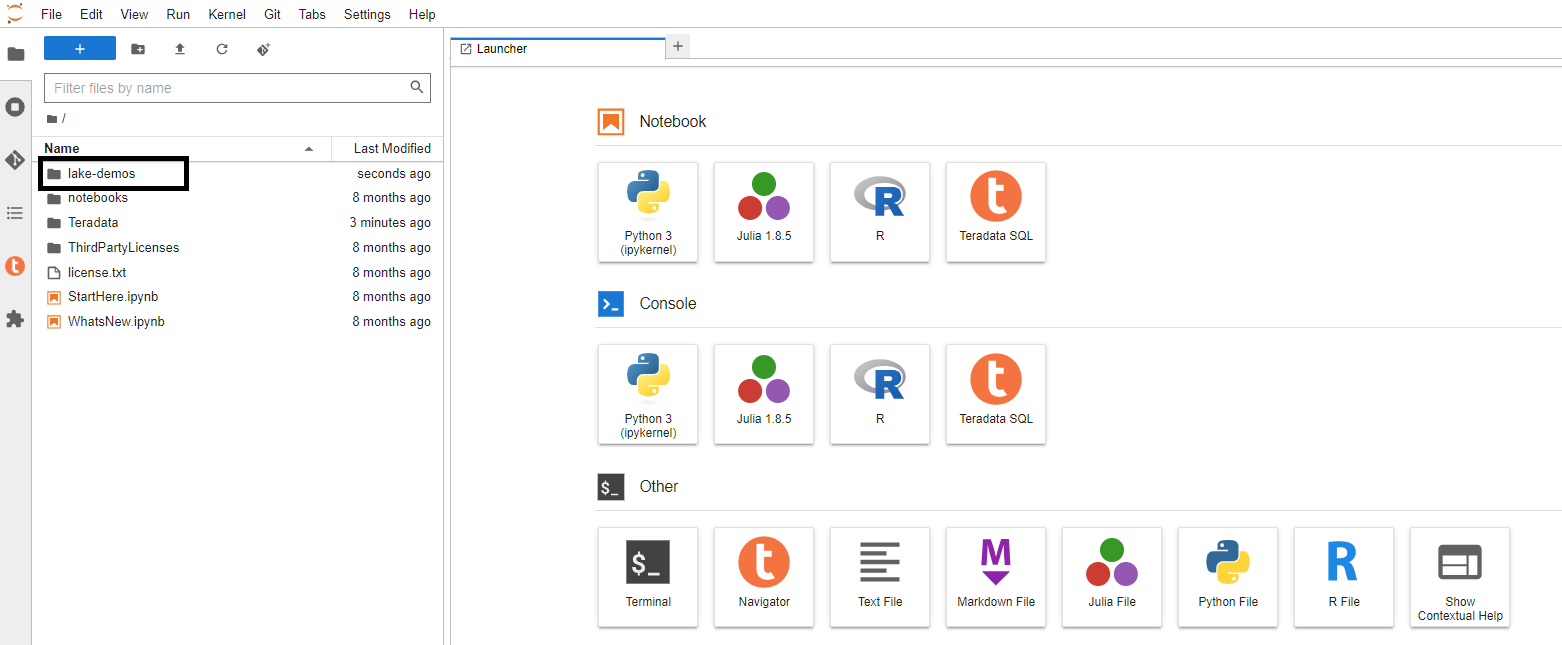 File Edit View Run Kernel Git Tabs Settings Help
+
Filter files by name
/
Name Last Modified
lake-demos seconds ago
notebooks 8 months ago
Teradata 3 minutes ago
ThirdPartyLicenses 8 months ago
license.txt 8 months ago
StartHere.ipynb 8 months ago
WhatsNew.ipynb 8 months ago
Launcher +
Notebook
Python 3
(ipykernel)
Julia 1.8.5
R
Teradata SQL
Console
Python 3
(ipykernel)
Julia 1.8.5
R
Teradata SQL
$_ Other
$_
Terminal
t
Navigator
Text File
M
Markdown File
Julia File
Python File
R
R File
Show
Contextual Help